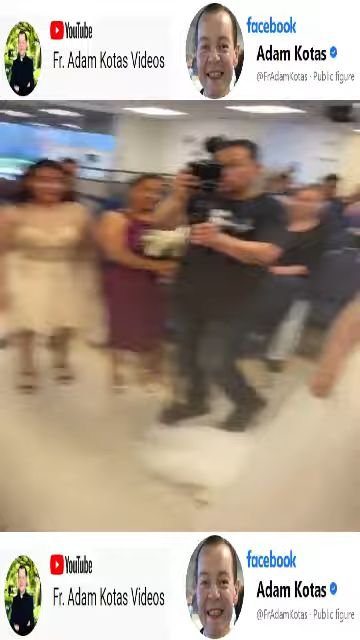 YouTube
Fr. Adam Kotas Videos
facebook
Adam Kotas
@FrAdamKotas · Public figure
YouTube
Fr. Adam Kotas Videos
facebook
Adam Kotas
@FrAdamKotas · Public figure